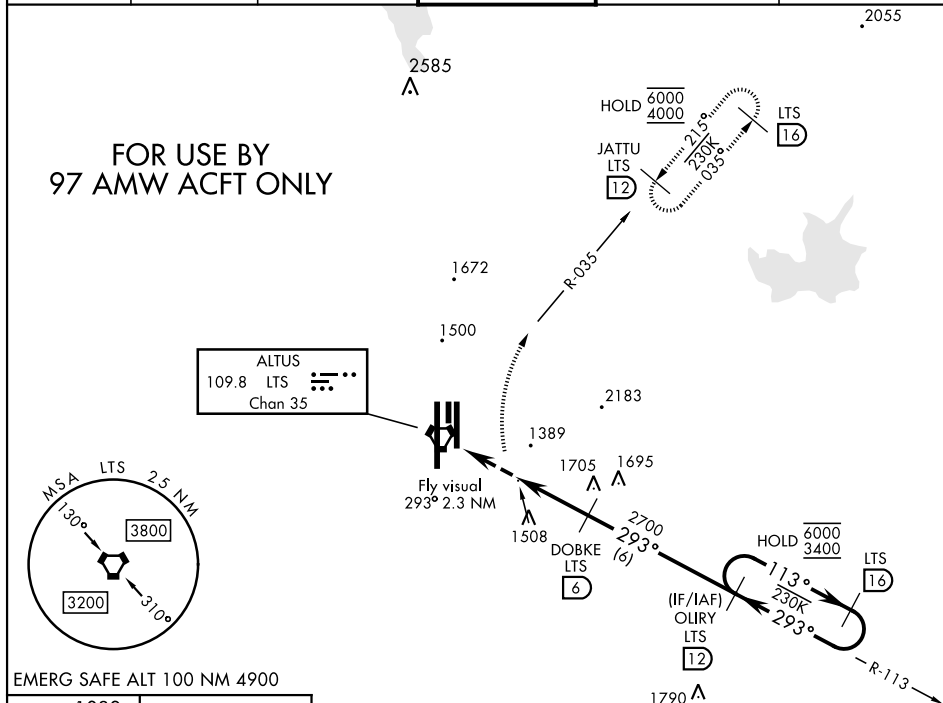 2055
2585
HOLD 6000
4000
LTS
16
215°
230K
035°
JATTU
LTS
12
FOR USE BY
97 AMW ACFT ONLY
R-035
1672
1500
ALTUS
109.8 LTS
Chan 35
2183
1389
1705
1695
Fly visual
293° 2.3 NM
1508
2700
293°
(6)
DOBKE
LTS
6
HOLD 6000
3400
LTS
16
113°
230K
293°
(IF/IAF)
OLIRY
LTS
12
R-113
1790
MSA LTS 25 NM
130°
3800
3200
310°
EMERG SAFE ALT 100 NM 4900